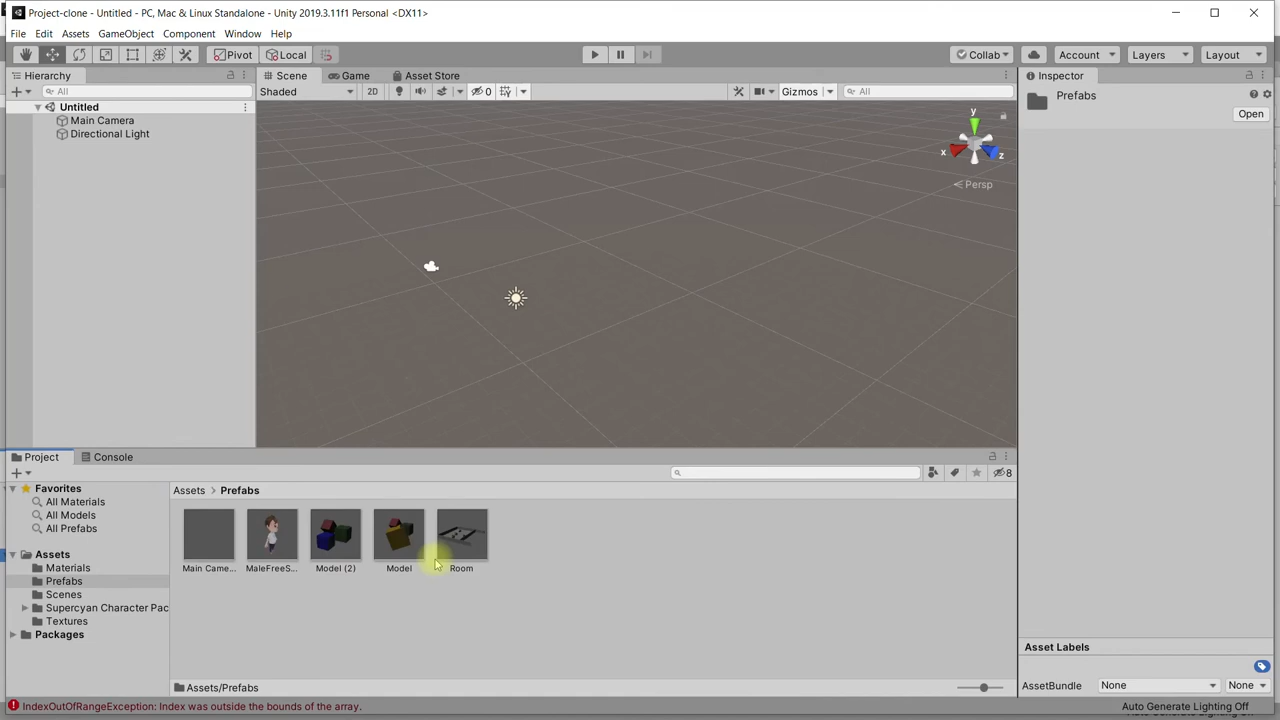 Project-clone - Untitled - PC, Mac & Linux Standalone - Unity 2019.3.11f1 Personal <DX11>
File Edit Assets GameObject Component Window Help
Pivot Local Collab Account Layers Layout
Hierarchy
All
Untitled
Main Camera
Directional Light
Scene Game Asset Store
Shaded 2D 0 Gizmos All
y
x
z
Persp
Inspector
Prefabs
Open
Project Console
8
Favorites
All Materials
All Models
All Prefabs
Assets
Materials
Prefabs
Scenes
Supercyan Character Pac
Textures
Packages
Assets > Prefabs
Main Came... MaleFreeS... Model (2) Model Room
Assets/Prefabs
Asset Labels
AssetBundle None None
IndexOutOfRangeException: Index was outside the bounds of the array.
Auto Generate Lighting Off